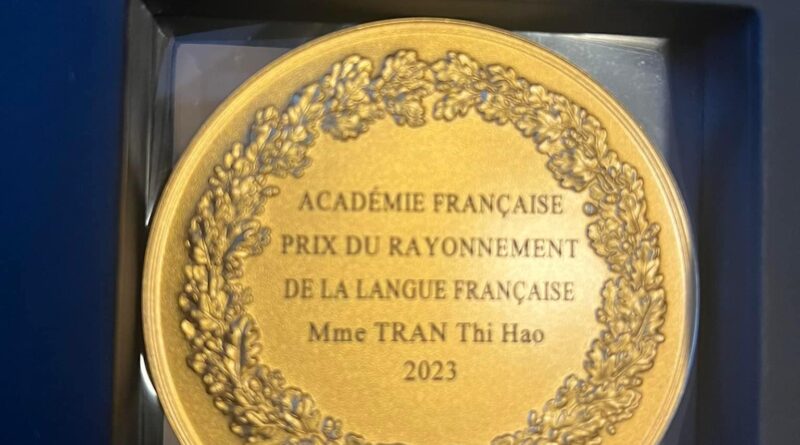 ACADÉMIE FRANÇAISE
PRIX DU RAYONNEMENT
DE LA LANGUE FRANÇAISE
Mme TRAN Thi Hao
2023